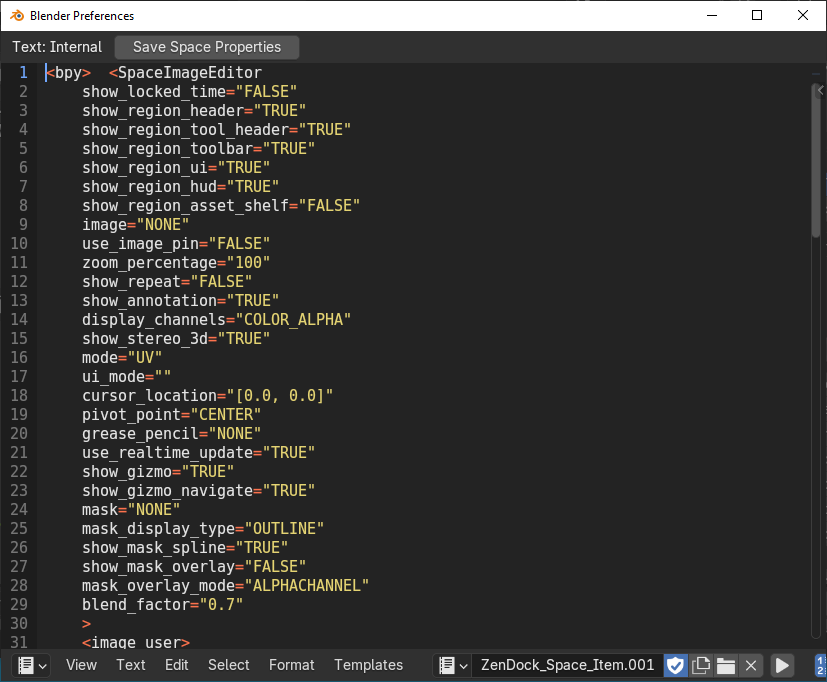 Blender Preferences
Text: Internal Save Space Properties
1 <bpy> <SpaceImageEditor
2 show_locked_time="FALSE"
3 show_region_header="TRUE"
4 show_region_tool_header="TRUE"
5 show_region_toolbar="TRUE"
6 show_region_ui="TRUE"
7 show_region_hud="TRUE"
8 show_region_asset_shelf="FALSE"
9 image="NONE"
10 use_image_pin="FALSE"
11 zoom_percentage="100"
12 show_repeat="FALSE"
13 show_annotation="TRUE"
14 display_channels="COLOR_ALPHA"
15 show_stereo_3d="TRUE"
16 mode="UV"
17 ui_mode=""
18 cursor_location="[0.0, 0.0]"
19 pivot_point="CENTER"
20 grease_pencil="NONE"
21 use_realtime_update="TRUE"
22 show_gizmo="TRUE"
23 show_gizmo_navigate="TRUE"
24 mask="NONE"
25 mask_display_type="OUTLINE"
26 show_mask_spline="TRUE"
27 show_mask_overlay="FALSE"
28 mask_overlay_mode="ALPHACHANNEL"
29 blend_factor="0.7"
30 >
31 <image_user>
View Text Edit Select Format Templates ZenDock_Space_Item.001